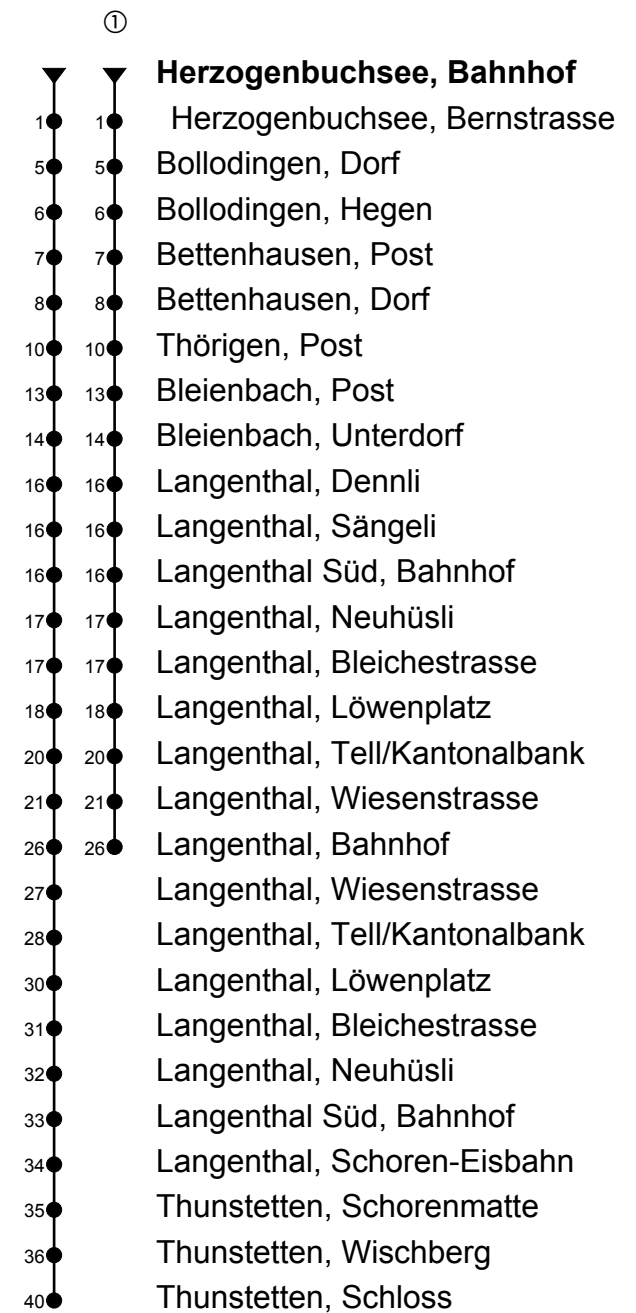 ①
Herzogenbuchsee, Bahnhof
1 1 Herzogenbuchsee, Bernstrasse
5 5 Bollodingen, Dorf
6 6 Bollodingen, Hegen
7 7 Bettenhausen, Post
8 8 Bettenhausen, Dorf
10 10 Thörigen, Post
13 13 Bleienbach, Post
14 14 Bleienbach, Unterdorf
16 16 Langenthal, Dennli
16 16 Langenthal, Sängeli
16 16 Langenthal Süd, Bahnhof
17 17 Langenthal, Neuhüsli
17 17 Langenthal, Bleichestrasse
18 18 Langenthal, Löwenplatz
20 20 Langenthal, Tell/Kantonalbank
21 21 Langenthal, Wiesenstrasse
26 26 Langenthal, Bahnhof
27 Langenthal, Wiesenstrasse
28 Langenthal, Tell/Kantonalbank
30 Langenthal, Löwenplatz
31 Langenthal, Bleichestrasse
32 Langenthal, Neuhüsli
33 Langenthal Süd, Bahnhof
34 Langenthal, Schoren-Eisbahn
35 Thunstetten, Schorenmatte
36 Thunstetten, Wischberg
40 Thunstetten, Schloss